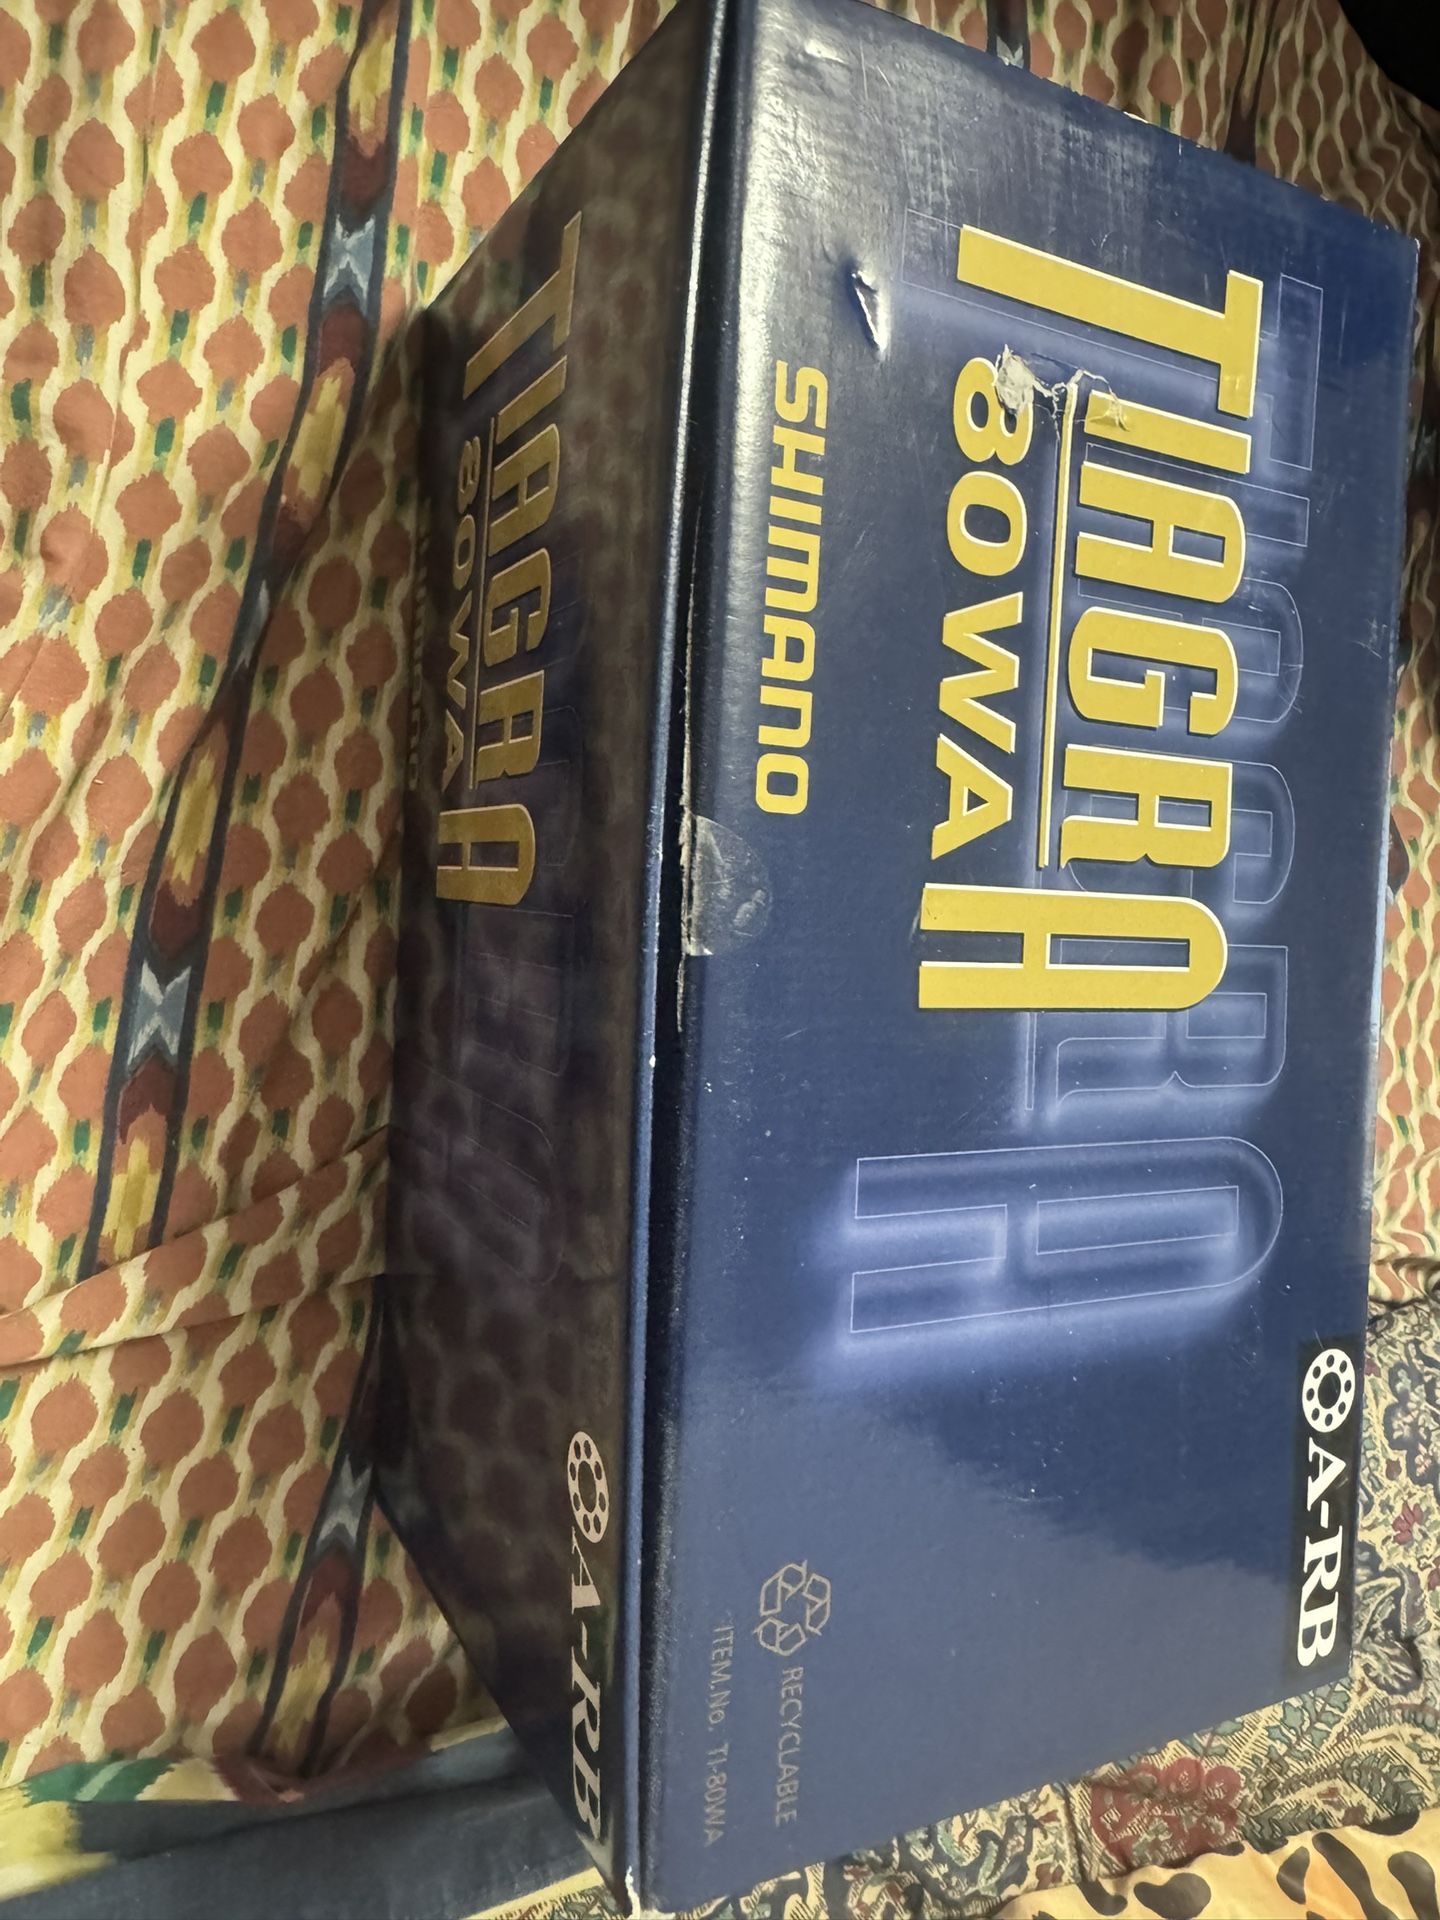 TIAGRA
80WA
SHIMANO
A-RB
RECYCLABLE
ITEM.No. TI-80WA
TIAGRA
80WA
SHIMANO
A-RB